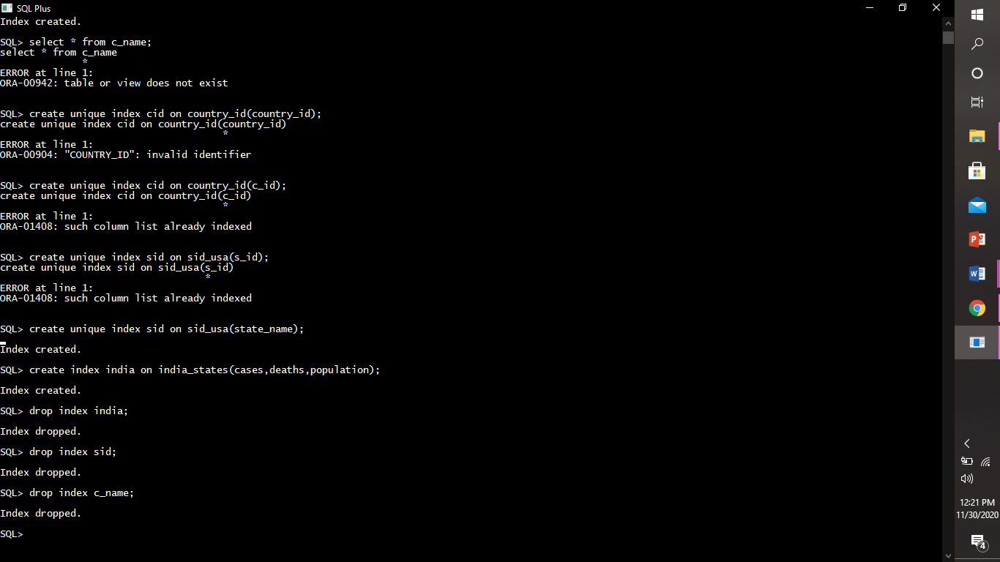 SQL Plus
Index created.
SQL> select * from c_name;
select * from c_name
*
ERROR at line 1:
ORA-00942: table or view does not exist
SQL> create unique index cid on country_id(country_id);
create unique index cid on country_id(country_id)
*
ERROR at line 1:
ORA-00904: "COUNTRY_ID": invalid identifier
SQL> create unique index cid on country_id(c_id);
create unique index cid on country_id(c_id)
*
ERROR at line 1:
ORA-01408: such column list already indexed
SQL> create unique index sid on sid_usa(s_id);
create unique index sid on sid_usa(s_id)
*
ERROR at line 1:
ORA-01408: such column list already indexed
SQL> create unique index sid on sid_usa(state_name);
Index created.
SQL> create index india on india_states(cases,deaths,population);
Index created.
SQL> drop index india;
Index dropped.
SQL> drop index sid;
Index dropped.
SQL> drop index c_name;
Index dropped.
SQL>
P
W
12:21 PM
11/30/2020
4